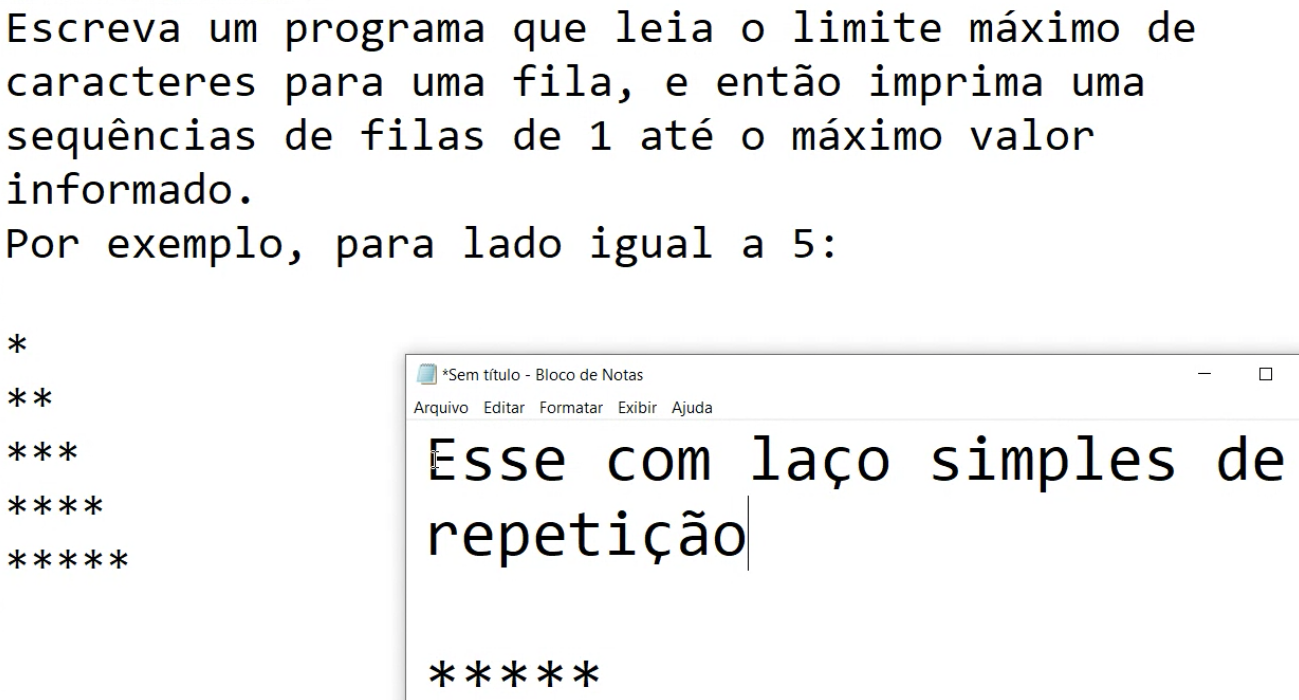 Escreva um programa que leia o limite máximo de
caracteres para uma fila, e então imprima uma
sequências de filas de 1 até o máximo valor
informado.
Por exemplo, para lado igual a 5:
*
**
***
****
*****
*Sem título - Bloco de Notas
Arquivo Editar Formatar Exibir Ajuda
Esse com laço simples de
repetição
*****